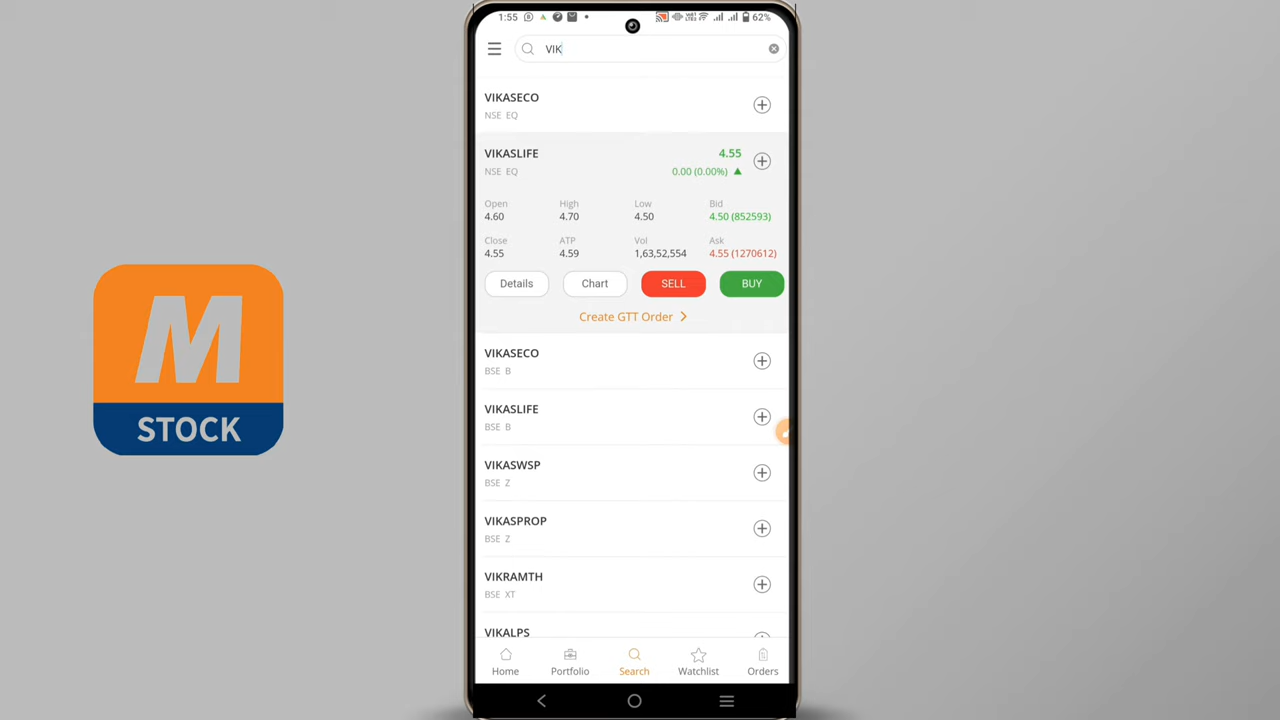 1:55 62%
VIK
VIKASECO
NSE EQ
VIKASLIFE 4.55
NSE EQ 0.00 (0.00%)
Open High Low Bid
4.60 4.70 4.50 4.50 (852593)
Close ATP Vol Ask
4.55 4.59 1,63,52,554 4.55 (1270612)
Details Chart SELL BUY
Create GTT Order
VIKASECO
BSE B
VIKASLIFE
BSE B
VIKASWSP
BSE Z
VIKASPROP
BSE Z
VIKRAMTH
BSE XT
VIKALPS
Home Portfolio Search Watchlist Orders
M
STOCK